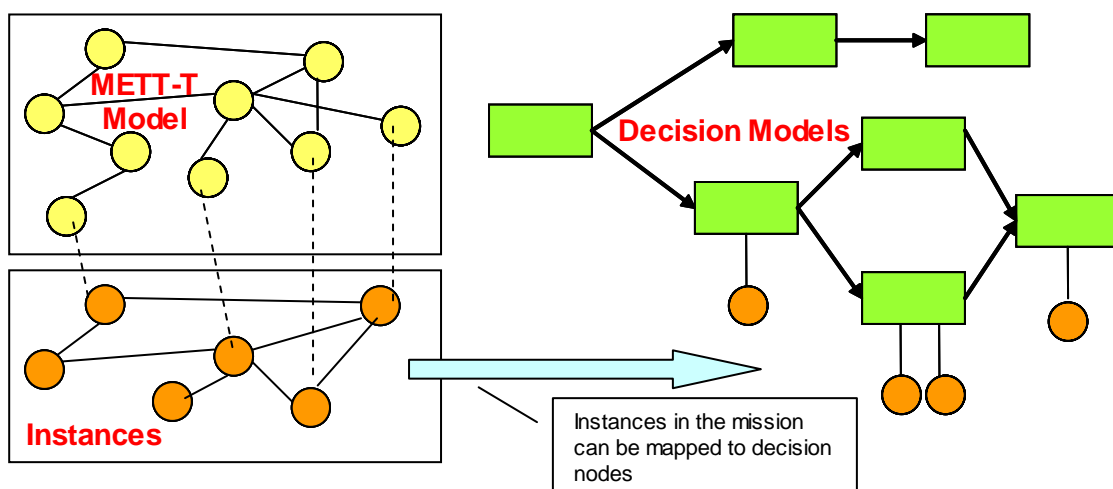 METT-T
Model
Decision Models
Instances
Instances in the mission
can be mapped to decision
nodes